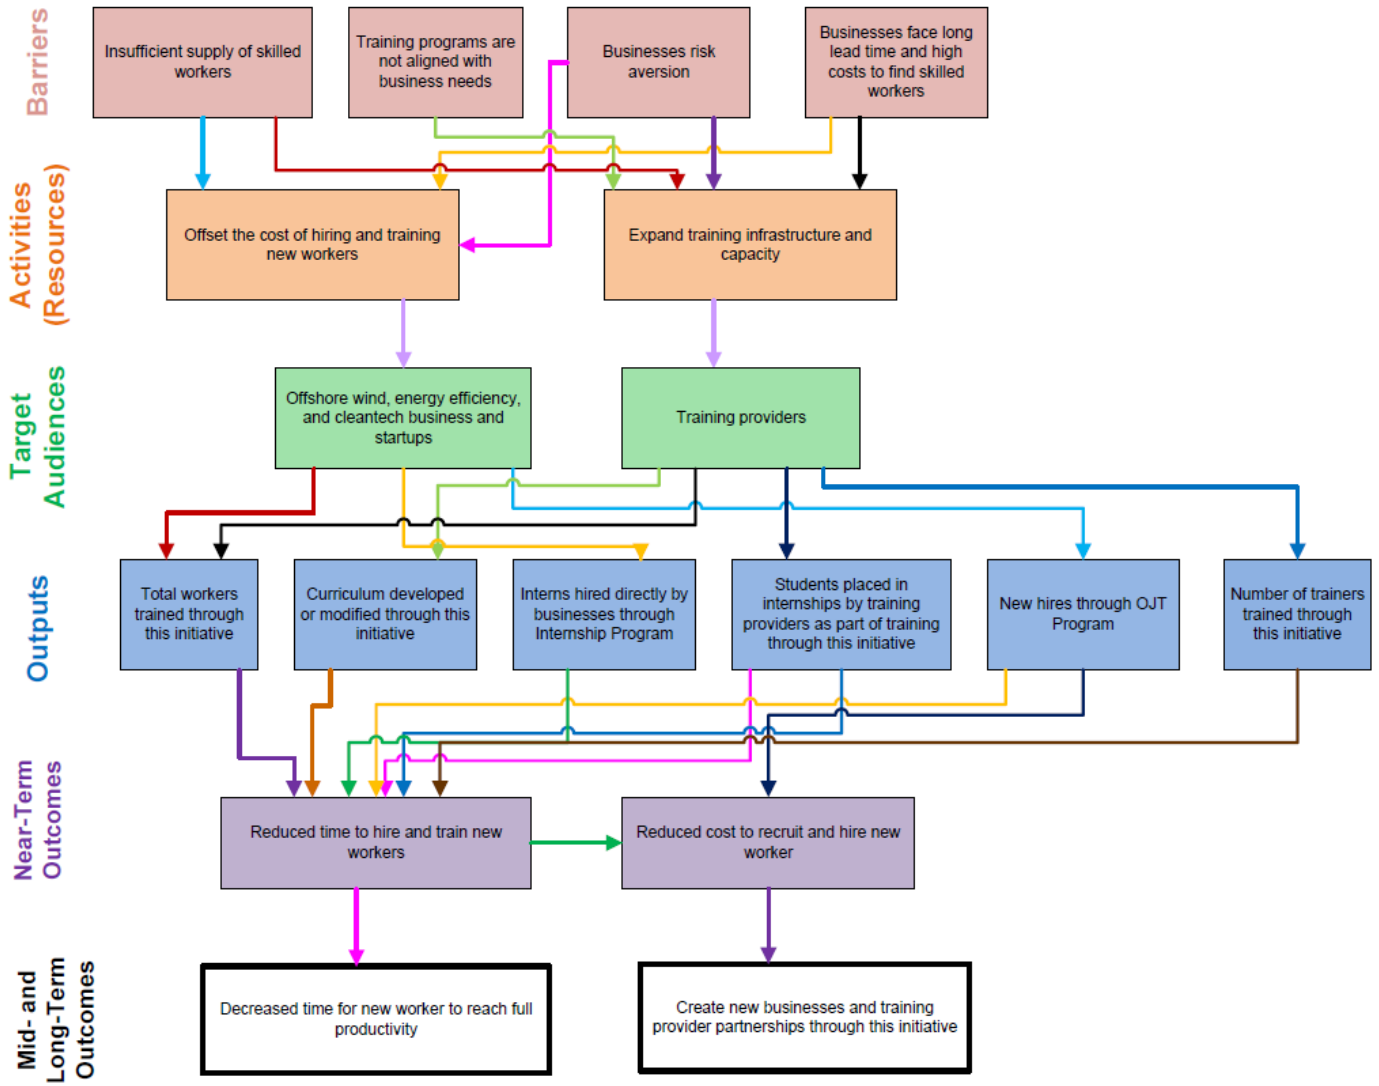 Barriers
Insufficient supply of skilled
workers
Training programs are
not aligned with
business needs
Businesses risk
aversion
Businesses face long
lead time and high
costs to find skilled
workers
Activities
(Resources)
Offset the cost of hiring and training
new workers
Expand training infrastructure and
capacity
Target
Audiences
Offshore wind, energy efficiency,
and cleantech business and
startups
Training providers
Outputs
Total workers
trained through
this initiative
Curriculum developed
or modified through this
initiative
Interns hired directly by
businesses through
Internship Program
Students placed in
internships by training
providers as part of training
through this initiative
New hires through OJT
Program
Number of trainers
trained through
this initiative
Near-Term
Outcomes
Reduced time to hire and train new
workers
Reduced cost to recruit and hire new
worker
Mid- and
Long-Term
Outcomes
Decreased time for new worker to reach full
productivity
Create new businesses and training
provider partnerships through this initiative